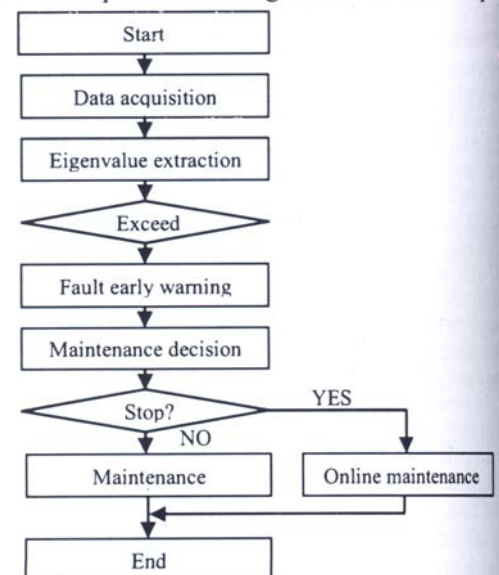 Start
Data acquisition
Eigenvalue extraction
Exceed
Fault early warning
Maintenance decision
Stop?
YES
NO
Maintenance
Online maintenance
End